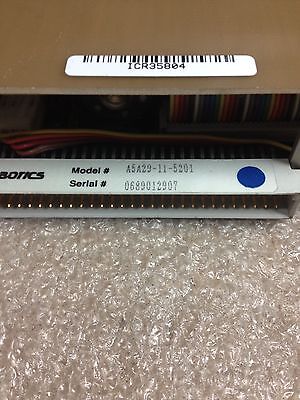 ICR35804
BOTICS Model # A5A29-11-5201
Serial # 0689012907